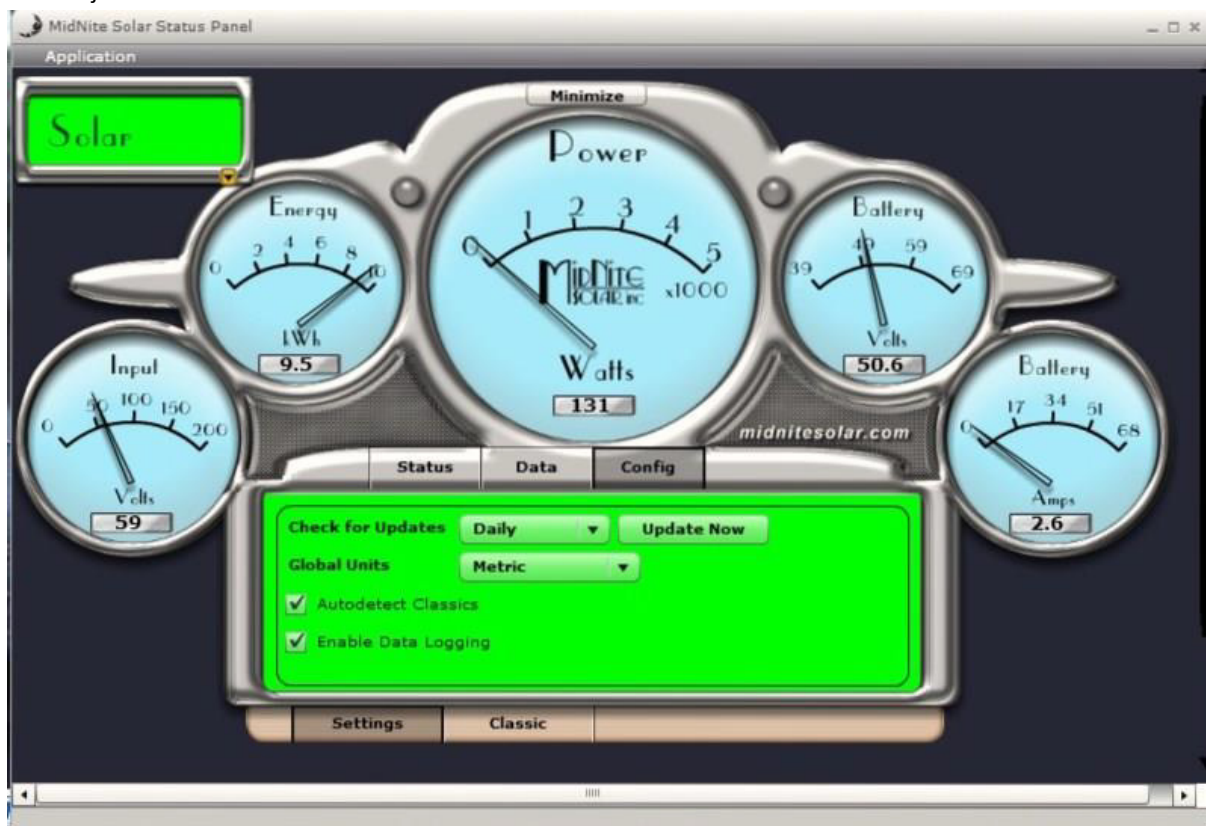 MidNite Solar Status Panel
Application
Solar
Minimize
Power
0 1 2 3 4 5
x1000
MidNite
SOLAR INC
Watts
131
Energy
0 2 4 6 8 10
kWh
9.5
Battery
39 49 59 69
Volts
50.6
Input
0 50 100 150 200
Volts
59
Battery
0 17 34 51 68
Amps
2.6
midnitesolar.com
Status Data Config
Check for Updates Daily Update Now
Global Units Metric
Autodetect Classics
Enable Data Logging
Settings Classic